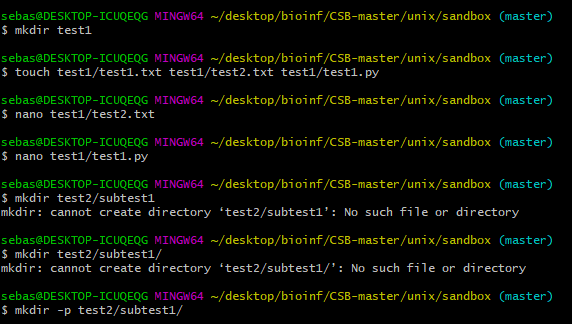 sebas@DESKTOP-ICUQEQG MINGW64 ~/desktop/bioinf/CSB-master/unix/sandbox (master)
$ mkdir test1
sebas@DESKTOP-ICUQEQG MINGW64 ~/desktop/bioinf/CSB-master/unix/sandbox (master)
$ touch test1/test1.txt test1/test2.txt test1/test1.py
sebas@DESKTOP-ICUQEQG MINGW64 ~/desktop/bioinf/CSB-master/unix/sandbox (master)
$ nano test1/test2.txt
sebas@DESKTOP-ICUQEQG MINGW64 ~/desktop/bioinf/CSB-master/unix/sandbox (master)
$ nano test1/test1.py
sebas@DESKTOP-ICUQEQG MINGW64 ~/desktop/bioinf/CSB-master/unix/sandbox (master)
$ mkdir test2/subtest1
mkdir: cannot create directory ‘test2/subtest1’: No such file or directory
sebas@DESKTOP-ICUQEQG MINGW64 ~/desktop/bioinf/CSB-master/unix/sandbox (master)
$ mkdir test2/subtest1/
mkdir: cannot create directory ‘test2/subtest1/’: No such file or directory
sebas@DESKTOP-ICUQEQG MINGW64 ~/desktop/bioinf/CSB-master/unix/sandbox (master)
$ mkdir -p test2/subtest1/